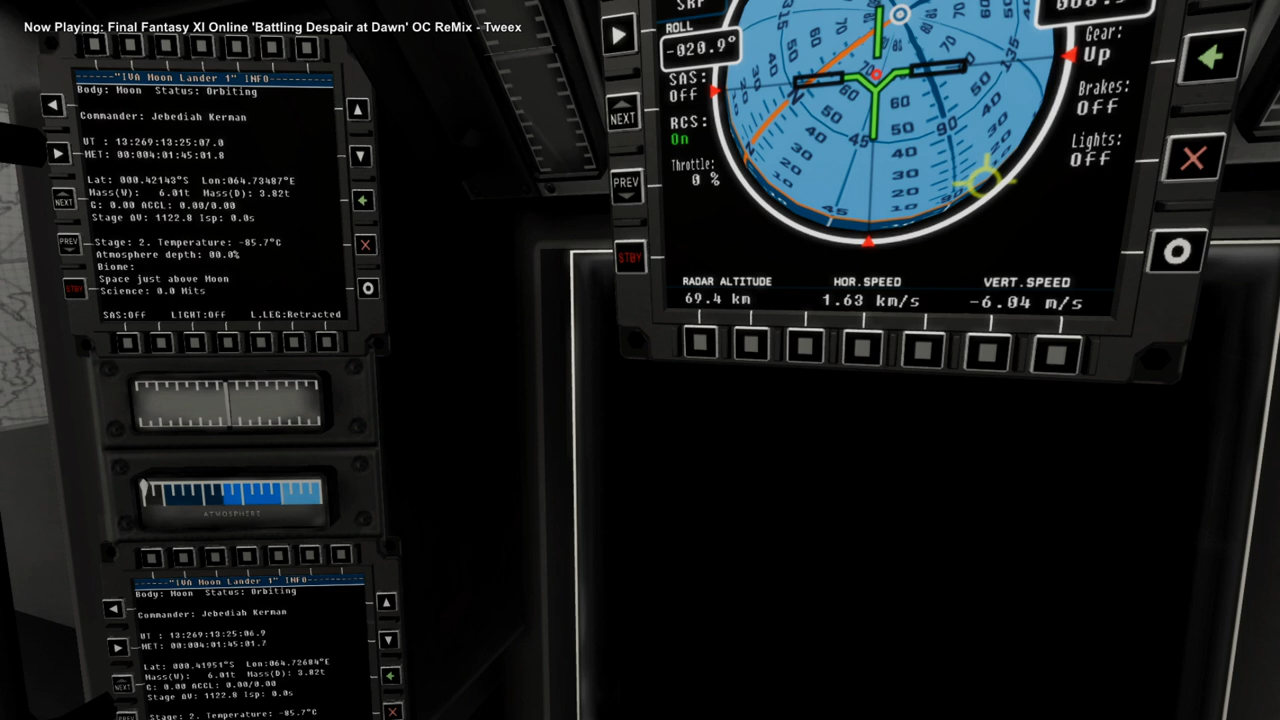 Now Playing: Final Fantasy XI Online 'Battling Despair at Dawn' OC ReMix - Tweex
------"IVA Moon Lander 1" INFO------
Body: Moon Status: Orbiting
Commander: Jebediah Kerman
UT : 13:269:13:25:07.0
MET: 00:004:01:45:01.8
Lat: 000.42143°S Lon:064.73487°E
Mass(W): 6.01t Mass(D): 3.82t
G: 0.00 ACCL: 0.00/0.00
Stage ΔV: 1122.8 Isp: 0.0s
Stage: 2. Temperature: -85.7°C
Atmosphere depth: 00.0%
Biome:
Space just above Moon
Science: 0.0 Mits
SAS:Off LIGHT:Off L.LEG:Retracted
NEXT
PREV
STBY
ATMOSPHERE
------"IVA Moon Lander 1" INFO------
Body: Moon Status: Orbiting
Commander: Jebediah Kerman
UT : 13:269:13:25:06.9
MET: 00:004:01:45:01.7
Lat: 000.41951°S Lon:064.72684°E
Mass(W): 6.01t Mass(D): 3.82t
G: 0.00 ACCL: 0.00/0.00
Stage ΔV: 1122.8 Isp: 0.0s
Stage: 2. Temperature: -85.7°C
NEXT
PREV
SRF
ROLL
-020.9°
SAS:
Off
RCS:
On
Throttle:
0 %
Gear:
Up
Brakes:
Off
Lights:
Off
NEXT
PREV
STBY
RADAR ALTITUDE HOR.SPEED VERT.SPEED
69.4 km 1.63 km/s -6.04 m/s